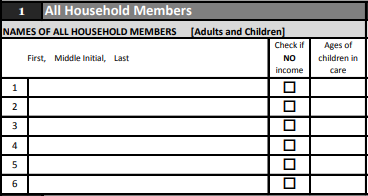 1 All Household Members
NAMES OF ALL HOUSEHOLD MEMBERS [Adults and Children]
First, Middle Initial, Last
Check if
NO
income
Ages of
children in
care
1
2
3
4
5
6